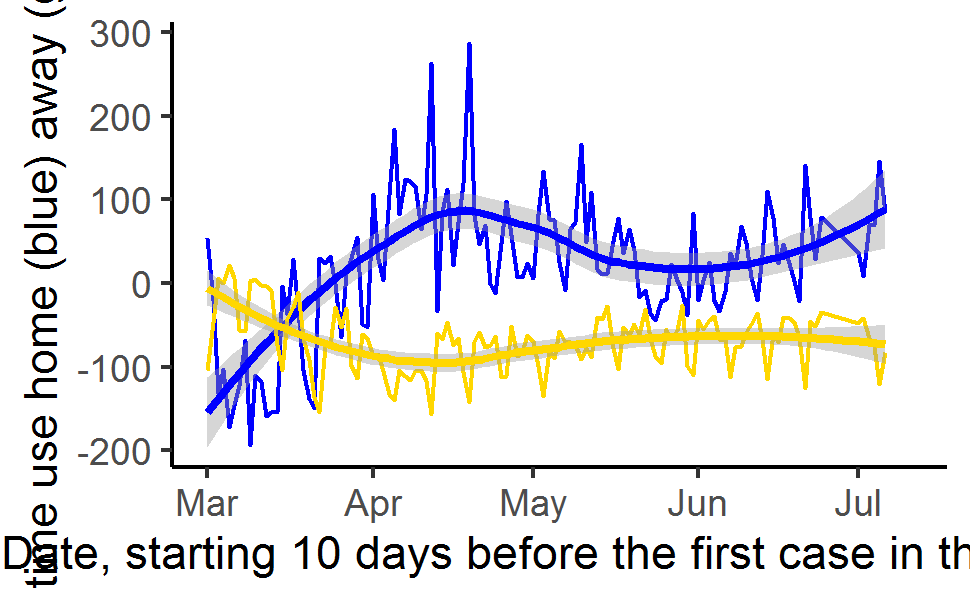 time use home (blue) away (
300
200
100
0
-100
-200
Mar Apr May Jun Jul
Date, starting 10 days before the first case in th